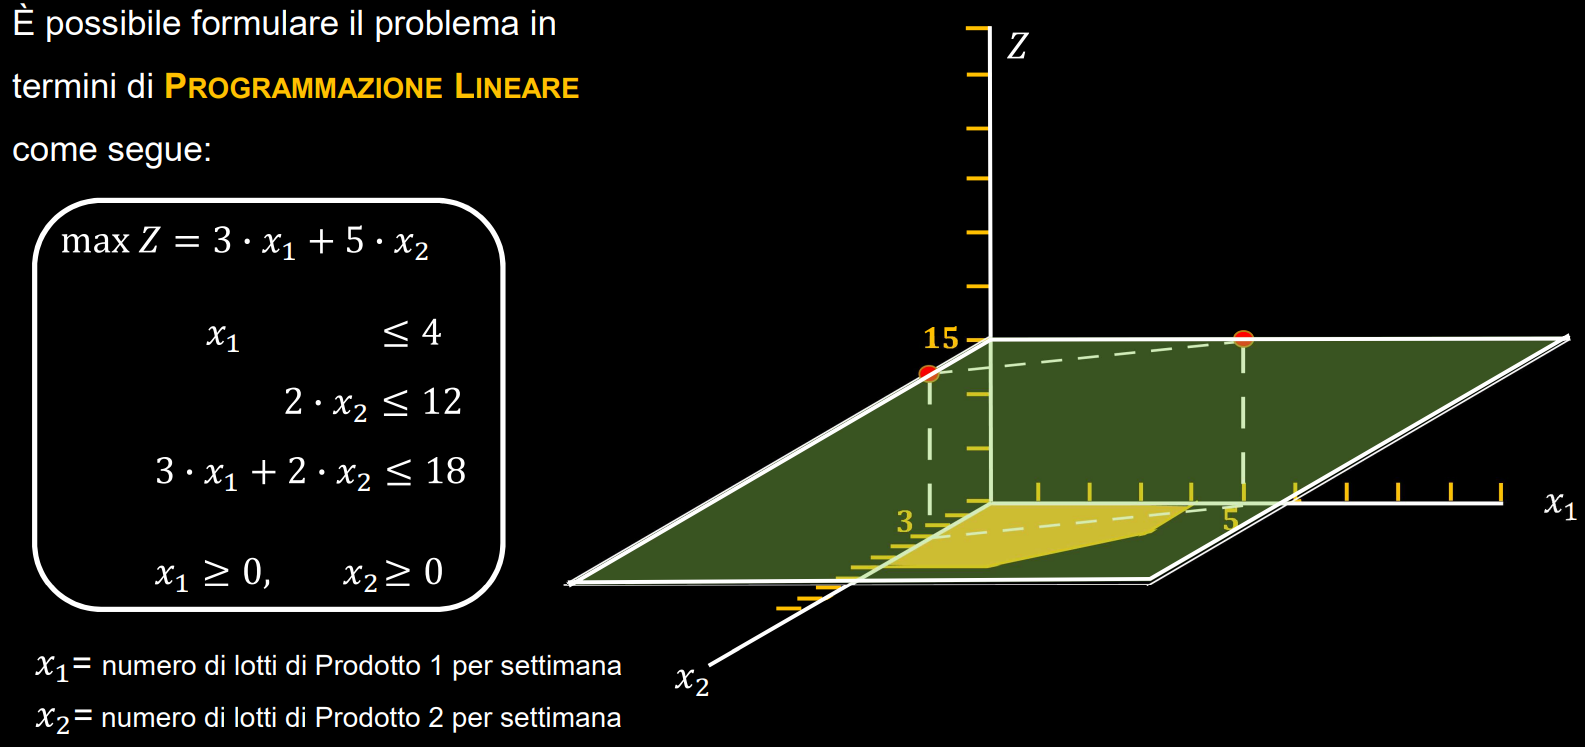 È possibile formulare il problema in
termini di PROGRAMMAZIONE LINEARE
come segue:
max Z = 3 · x₁ + 5 · x₂
x₁ ≤ 4
2 · x₂ ≤ 12
3 · x₁ + 2 · x₂ ≤ 18
x₁ ≥ 0, x₂ ≥ 0
x₁= numero di lotti di Prodotto 1 per settimana
x₂= numero di lotti di Prodotto 2 per settimana
Z
15
3
5
x₁
x₂